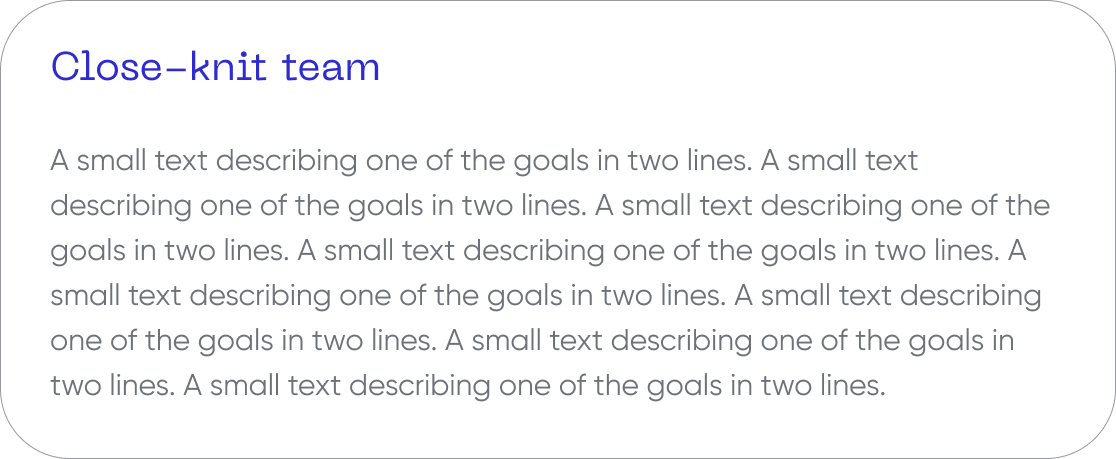 Close-knit team
A small text describing one of the goals in two lines. A small text
describing one of the goals in two lines. A small text describing one of the
goals in two lines. A small text describing one of the goals in two lines. A
small text describing one of the goals in two lines. A small text describing
one of the goals in two lines. A small text describing one of the goals in
two lines. A small text describing one of the goals in two lines.